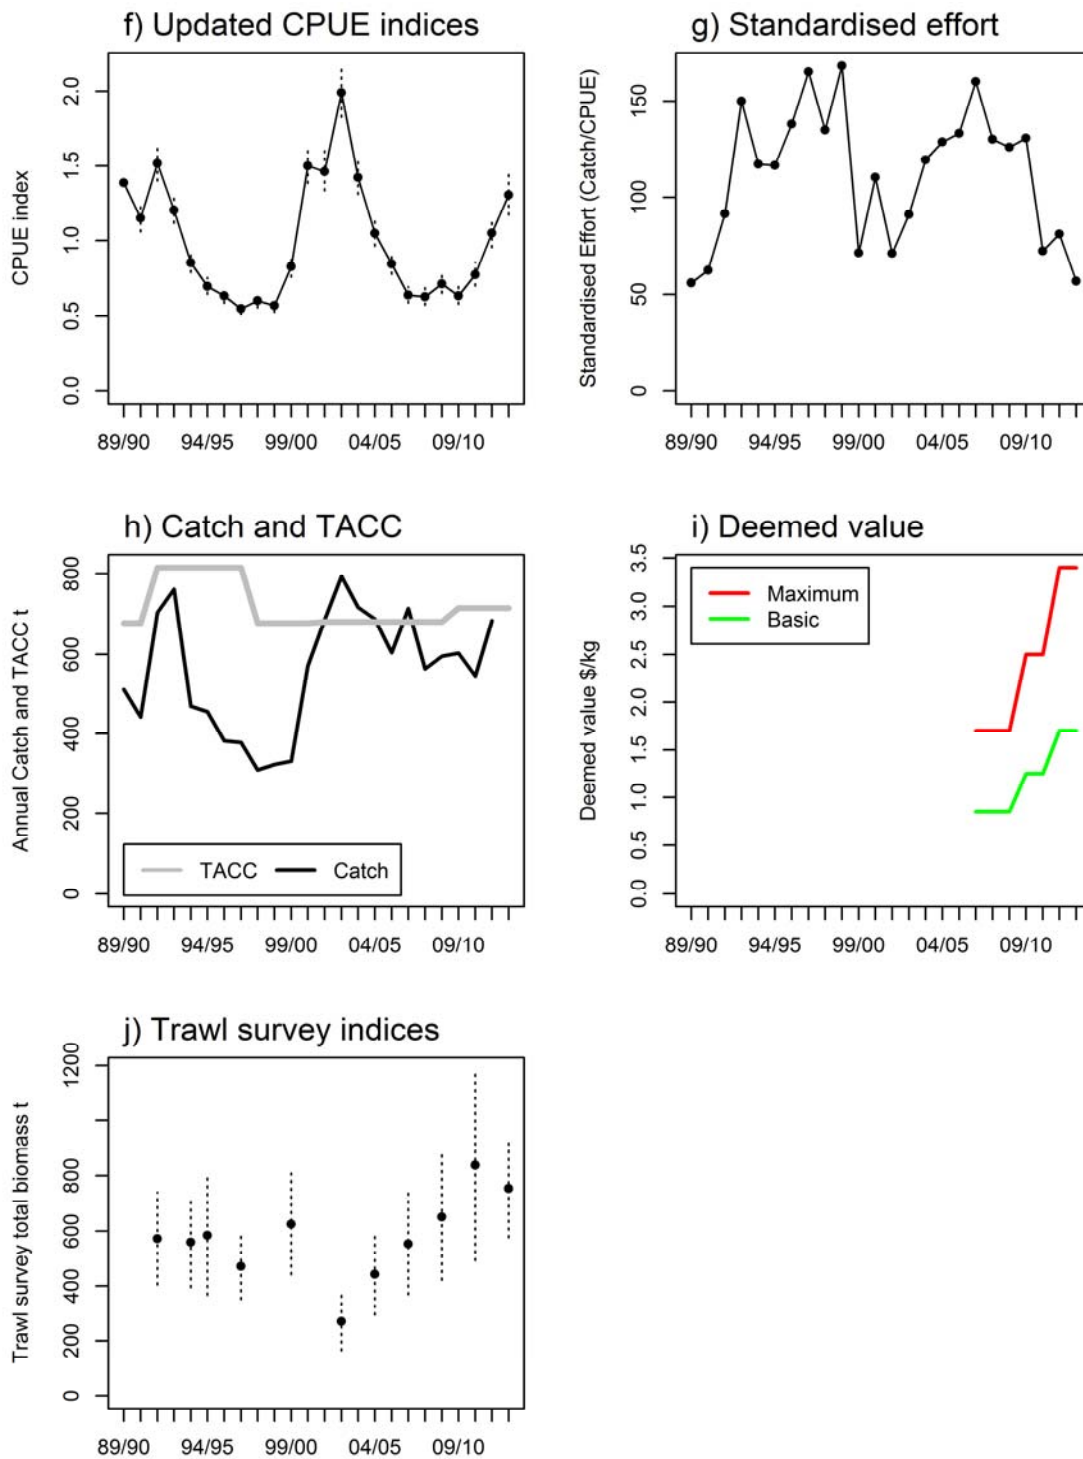 f) Updated CPUE indices
CPUE index
2.0
1.5
1.0
0.5
0.0
89/90 94/95 99/00 04/05 09/10
g) Standardised effort
Standardised Effort (Catch/CPUE)
150
100
50
0
89/90 94/95 99/00 04/05 09/10
h) Catch and TACC
Annual Catch and TACC t
800
600
400
200
0
TACC Catch
89/90 94/95 99/00 04/05 09/10
i) Deemed value
Deemed value $/kg
3.5
3.0
2.5
2.0
1.5
1.0
0.5
0.0
Maximum
Basic
89/90 94/95 99/00 04/05 09/10
j) Trawl survey indices
Trawl survey total biomass t
1200
800
600
400
200
0
89/90 94/95 99/00 04/05 09/10